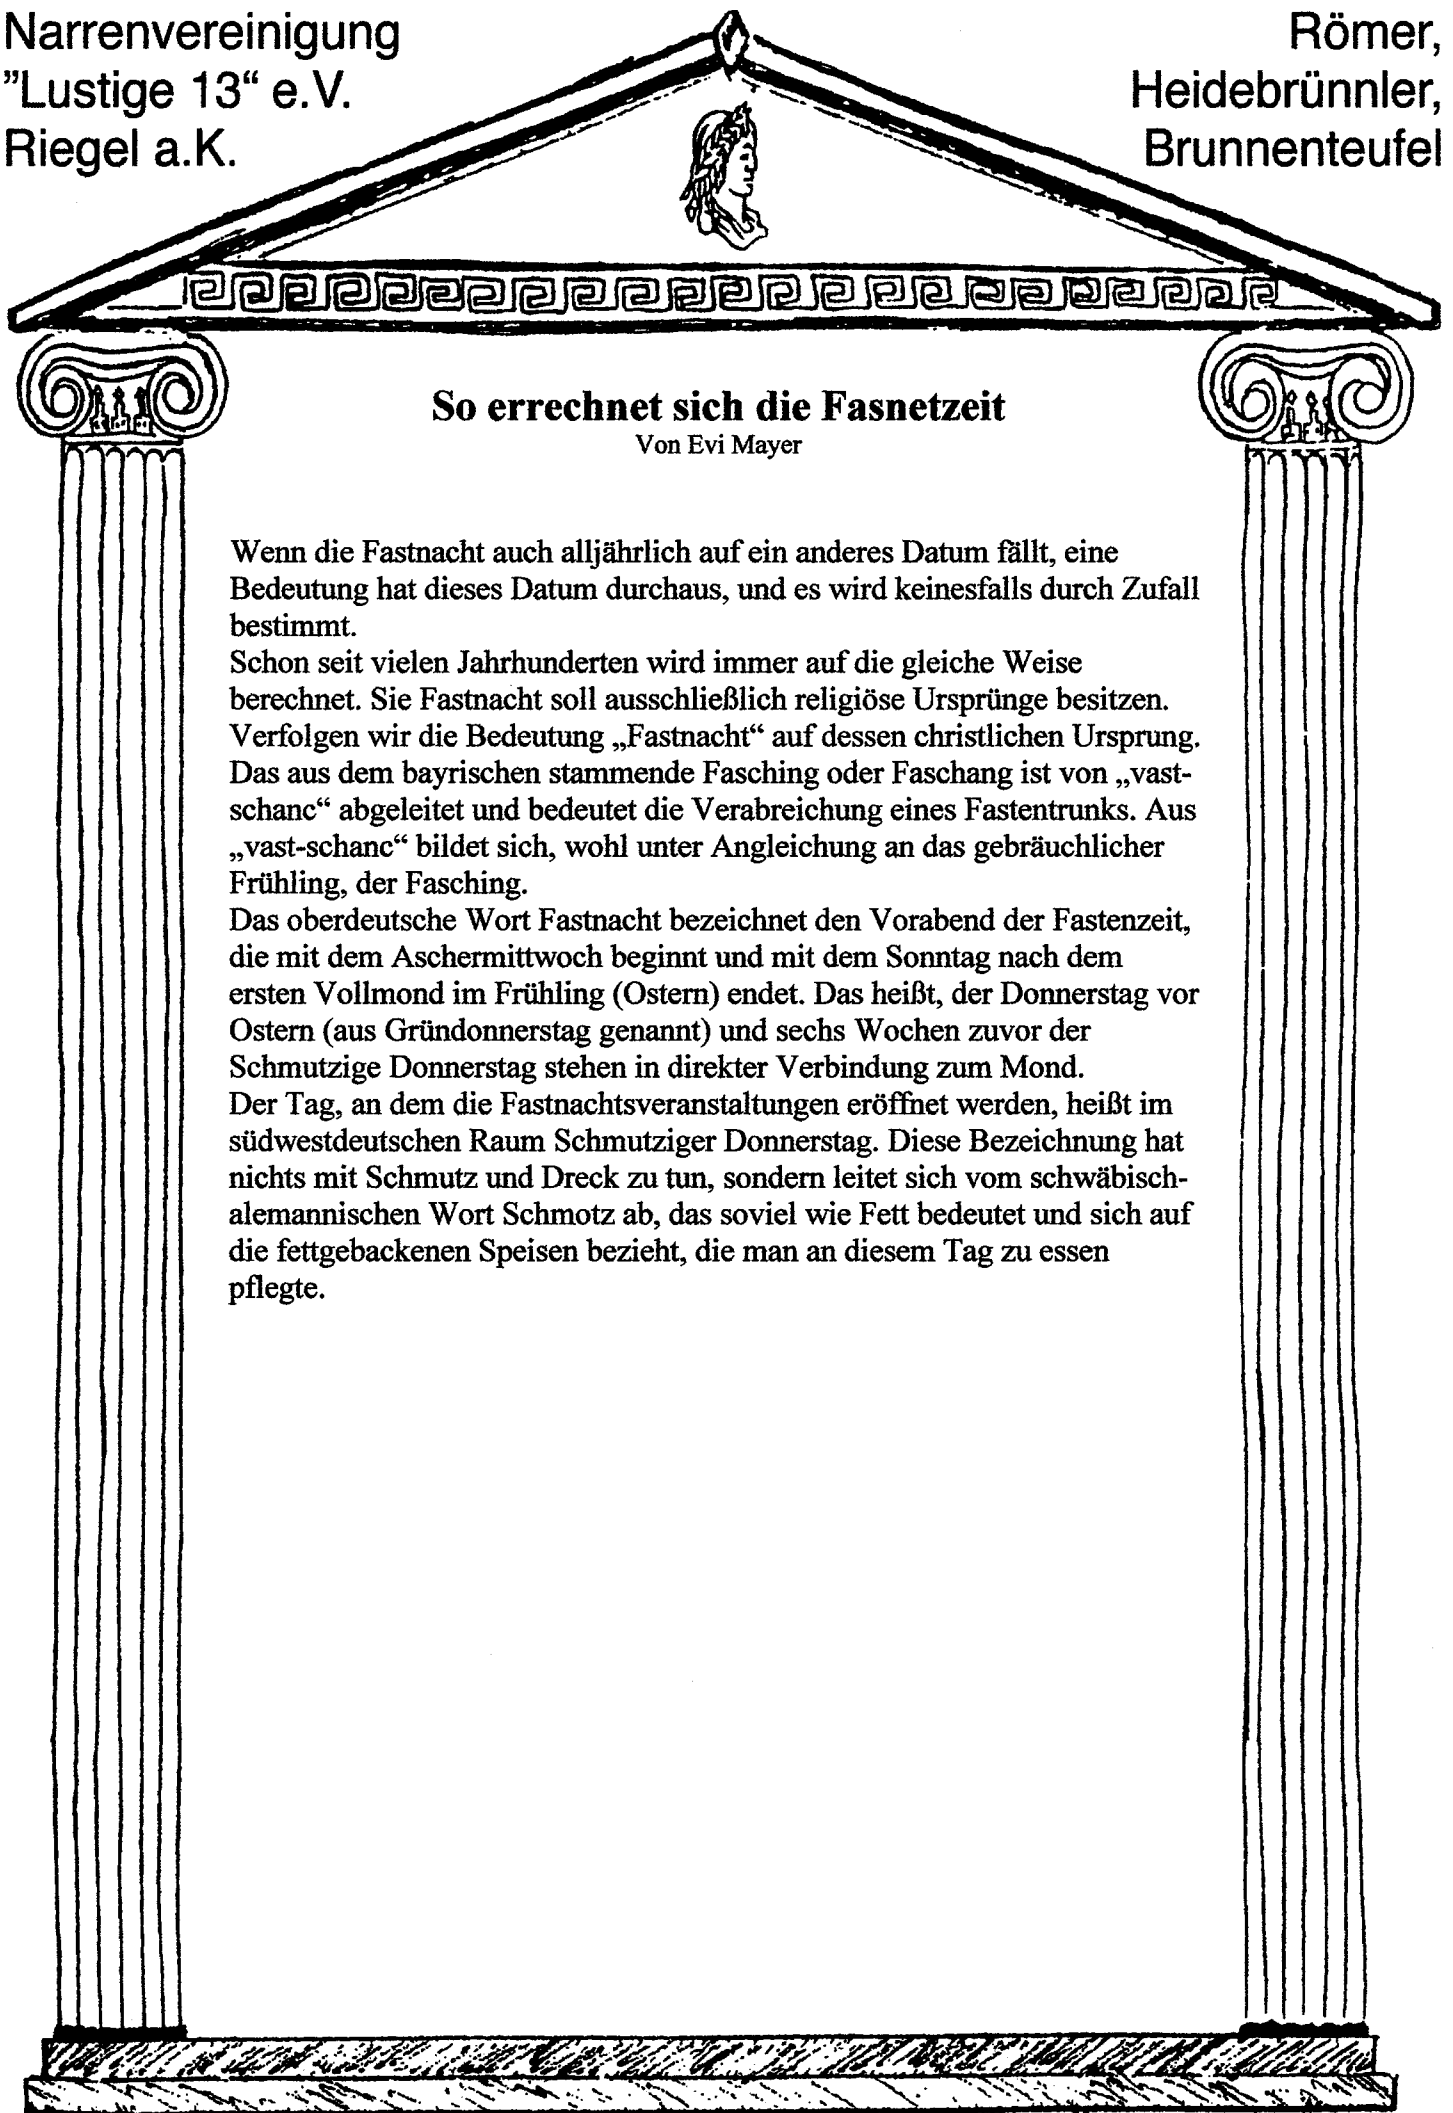 Narrenvereinigung
"Lustige 13“ e.V.
Riegel a.K.
Römer,
Heidebrünnler,
Brunnenteufel
So errechnet sich die Fasnetzeit
Von Evi Mayer
Wenn die Fastnacht auch alljährlich auf ein anderes Datum fällt, eine
Bedeutung hat dieses Datum durchaus, und es wird keinesfalls durch Zufall
bestimmt.
Schon seit vielen Jahrhunderten wird immer auf die gleiche Weise
berechnet. Sie Fastnacht soll ausschließlich religiöse Ursprünge besitzen.
Verfolgen wir die Bedeutung „Fastnacht“ auf dessen christlichen Ursprung.
Das aus dem bayrischen stammende Fasching oder Faschang ist von „vast-
schanc“ abgeleitet und bedeutet die Verabreichung eines Fastentrunks. Aus
„vast-schanc“ bildet sich, wohl unter Angleichung an das gebräuchlicher
Frühling, der Fasching.
Das oberdeutsche Wort Fastnacht bezeichnet den Vorabend der Fastenzeit,
die mit dem Aschermittwoch beginnt und mit dem Sonntag nach dem
ersten Vollmond im Frühling (Ostern) endet. Das heißt, der Donnerstag vor
Ostern (aus Gründonnerstag genannt) und sechs Wochen zuvor der
Schmutzige Donnerstag stehen in direkter Verbindung zum Mond.
Der Tag, an dem die Fastnachtsveranstaltungen eröffnet werden, heißt im
südwestdeutschen Raum Schmutziger Donnerstag. Diese Bezeichnung hat
nichts mit Schmutz und Dreck zu tun, sondern leitet sich vom schwäbisch-
alemannischen Wort Schmotz ab, das soviel wie Fett bedeutet und sich auf
die fettgebackenen Speisen bezieht, die man an diesem Tag zu essen
pflegte.